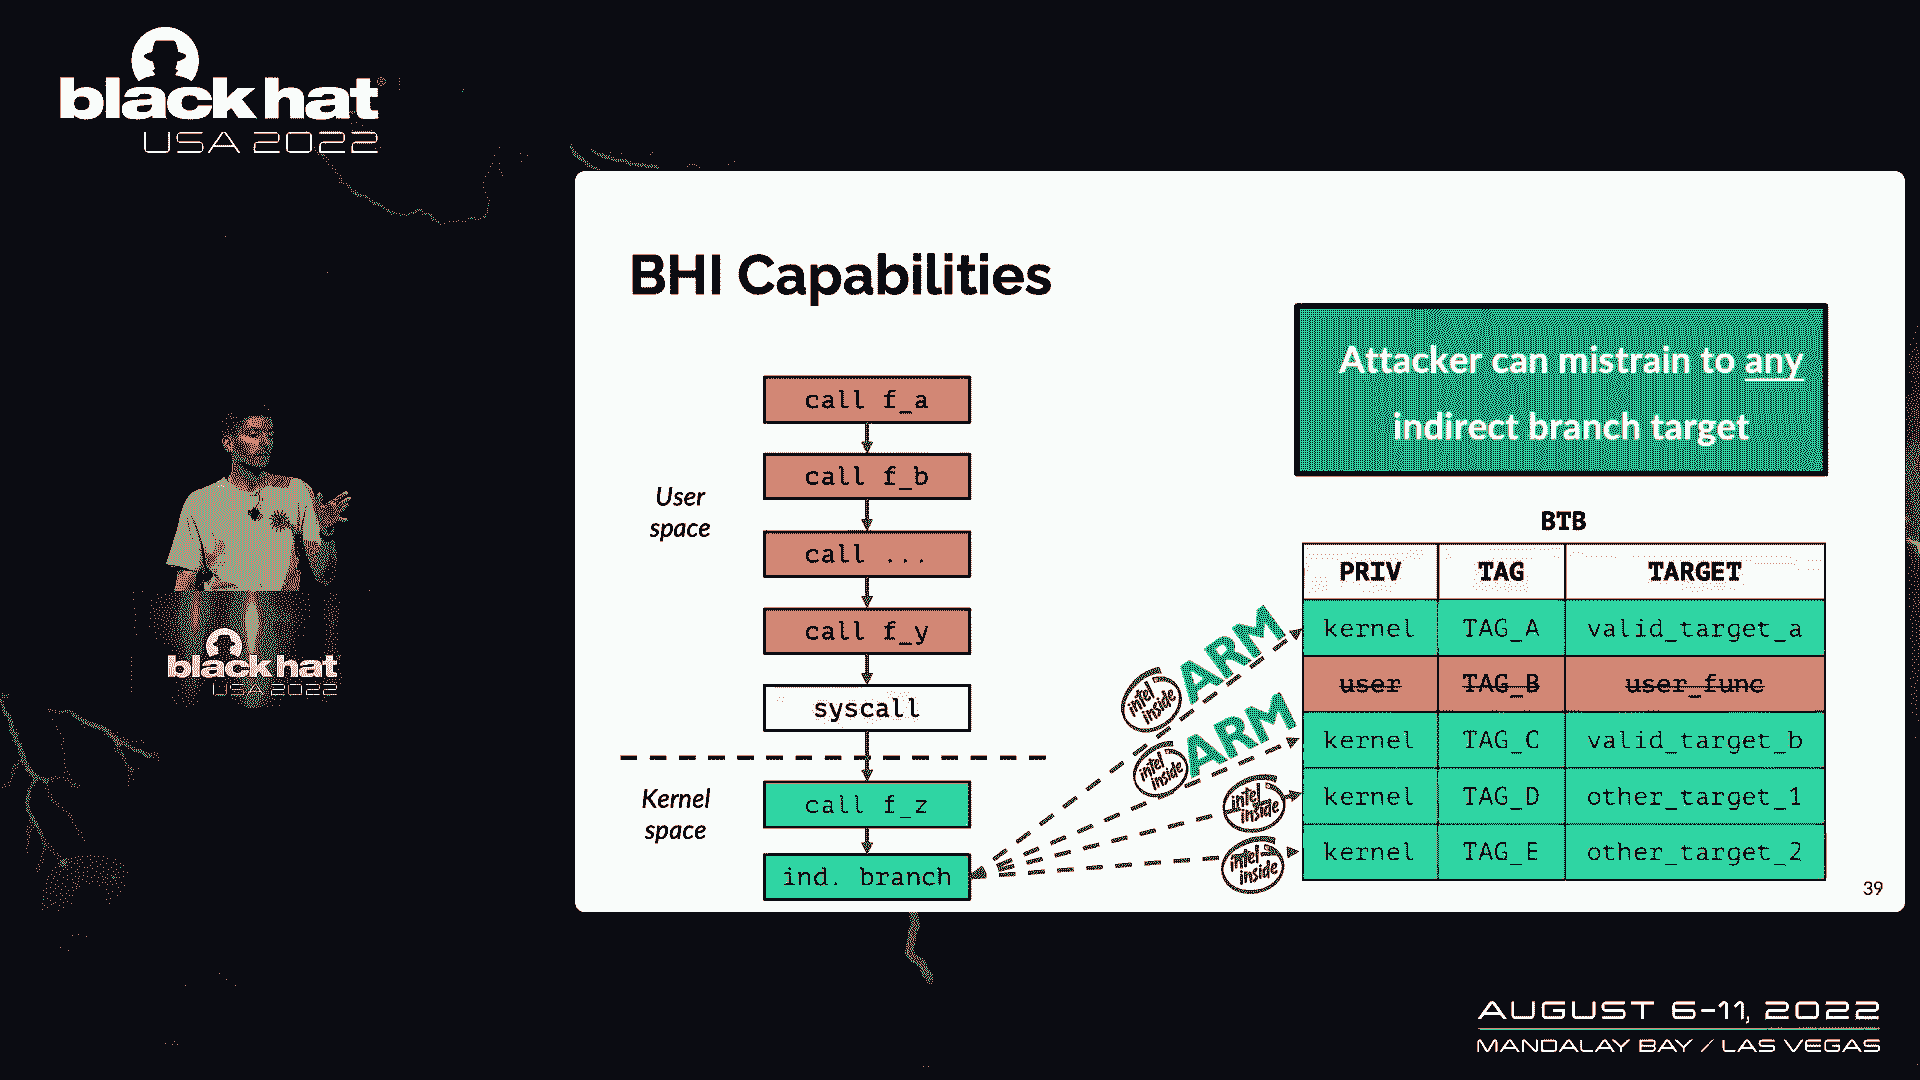 black hat
USA 2022
BHI Capabilities
Attacker can mistrain to any
indirect branch target
User
space
call f_a
call f_b
call ...
call f_y
syscall
Kernel
space
call f_z
ind. branch
intel inside
ARM
intel inside
ARM
intel inside
intel inside
BTB
PRIV TAG TARGET
kernel TAG_A valid_target_a
user TAG_B user_func
kernel TAG_C valid_target_b
kernel TAG_D other_target_1
kernel TAG_E other_target_2
39
black hat
USA 2022
AUGUST 6-11, 2022
MANDALAY BAY / LAS VEGAS